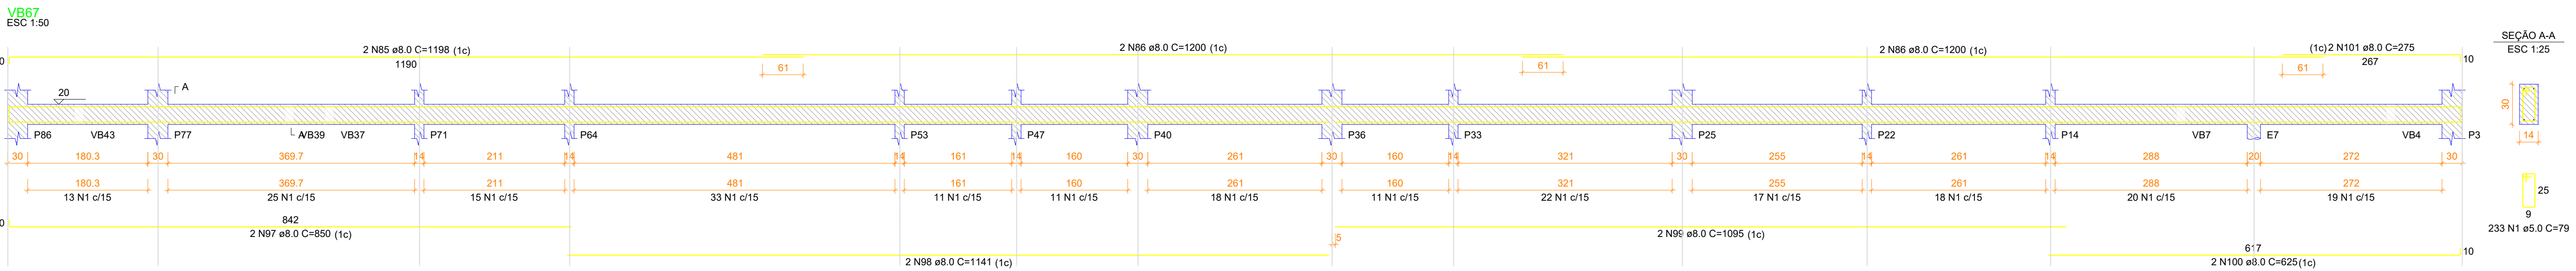 VB67
ESC 1:50
2 N85 ø8.0 C=1198 (1c)
1190
2 N86 ø8.0 C=1200 (1c)
2 N86 ø8.0 C=1200 (1c)
(1c) 2 N101 ø8.0 C=275
267
10
61
61
61
SEÇÃO A-A
ESC 1:25
20
A
A
30
14
P86
VB43
P77
VB39
VB37
P71
P64
P53
P47
P40
P36
P33
P25
P22
P14
VB7
E7
VB4
P3
30 180.3 30 369.7 14 211 14 481 14 161 14 160 30 261 30 160 14 321 30 255 14 261 14 288 20 272 30
180.3 369.7 211 481 161 160 261 160 321 255 261 288 272
13 N1 c/15 25 N1 c/15 15 N1 c/15 33 N1 c/15 11 N1 c/15 11 N1 c/15 18 N1 c/15 11 N1 c/15 22 N1 c/15 17 N1 c/15 18 N1 c/15 20 N1 c/15 19 N1 c/15
25
9
233 N1 ø5.0 C=79
842
2 N97 ø8.0 C=850 (1c)
2 N98 ø8.0 C=1141 (1c)
5
2 N99 ø8.0 C=1095 (1c)
617
10
2 N100 ø8.0 C=625(1c)